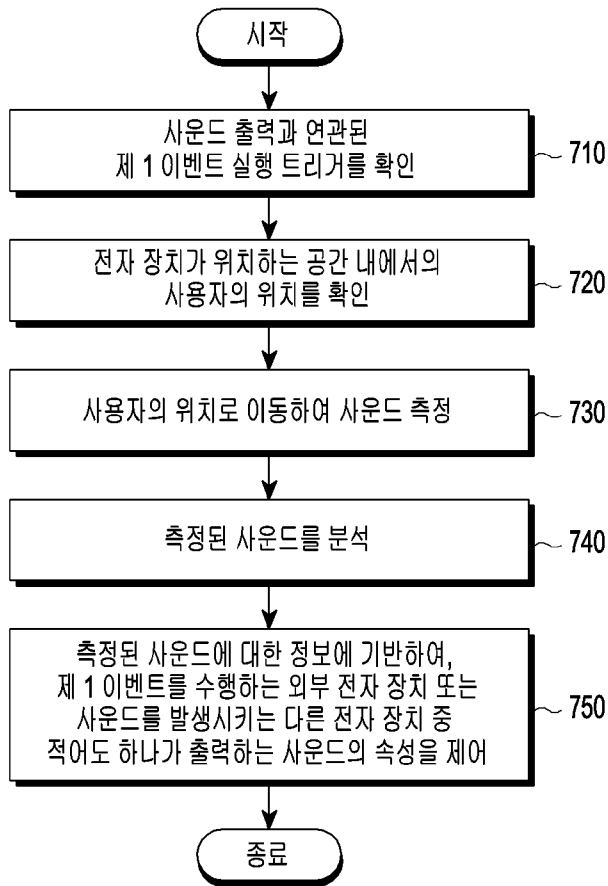 시작
사운드 출력과 연관된
제 1 이벤트 실행 트리거를 확인
710
전자 장치가 위치하는 공간 내에서의
사용자의 위치를 확인
720
사용자의 위치로 이동하여 사운드 측정
730
측정된 사운드를 분석
740
측정된 사운드에 대한 정보에 기반하여,
제 1 이벤트를 수행하는 외부 전자 장치 또는
사운드를 발생시키는 다른 전자 장치 중
적어도 하나가 출력하는 사운드의 속성을 제어
750
종료